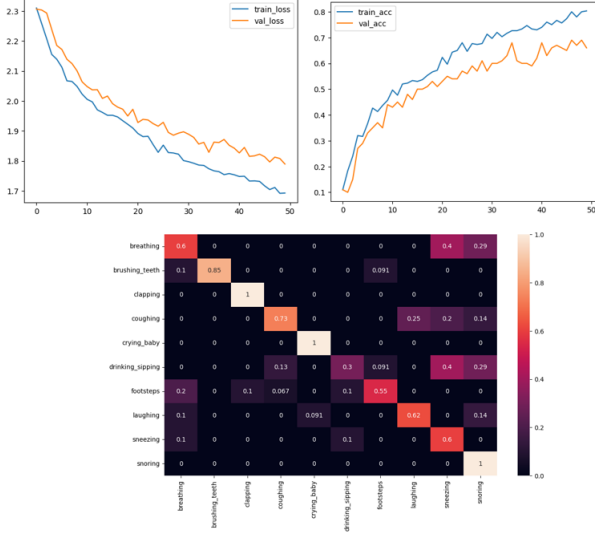 train_loss
val_loss
2.3
2.2
2.1
2.0
1.9
1.8
1.7
0 10 20 30 40 50
train_acc
val_acc
0.8
0.7
0.6
0.5
0.4
0.3
0.2
0.1
0 10 20 30 40 50
breathing 0.6 0 0 0 0 0 0 0 0.4 0.29
brushing_teeth 0.1 0.85 0 0 0 0 0.091 0 0 0
clapping 0 0 1 0 0 0 0 0 0 0
coughing 0 0 0 0.73 0 0 0 0.25 0.2 0.14
crying_baby 0 0 0 0 1 0 0 0 0 0
drinking_sipping 0 0 0 0.13 0 0.3 0.091 0 0.4 0.29
footsteps 0.2 0 0.1 0.067 0 0.1 0.55 0 0 0
laughing 0.1 0 0 0 0.091 0 0 0.62 0 0.14
sneezing 0.1 0 0 0 0 0.1 0 0 0.6 0
snoring 0 0 0 0 0 0 0 0 0 1
breathing brushing_teeth clapping coughing crying_baby drinking_sipping footsteps laughing sneezing snoring
1.0
0.8
0.6
0.4
0.2
0.0